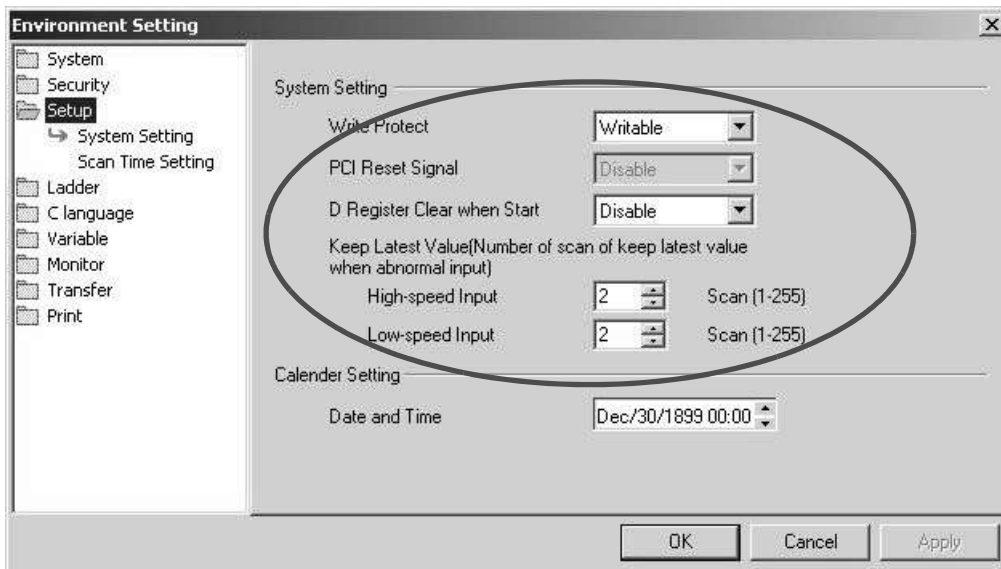 Environment Setting
System
Security
Setup
System Setting
Scan Time Setting
Ladder
C language
Variable
Monitor
Transfer
Print
System Setting
Write Protect Writable
PCI Reset Signal Disable
D Register Clear when Start Disable
Keep Latest Value(Number of scan of keep latest value
when abnormal input)
High-speed Input 2 Scan (1-255)
Low-speed Input 2 Scan (1-255)
Calender Setting
Date and Time Dec/30/1899 00:00
OK Cancel Apply